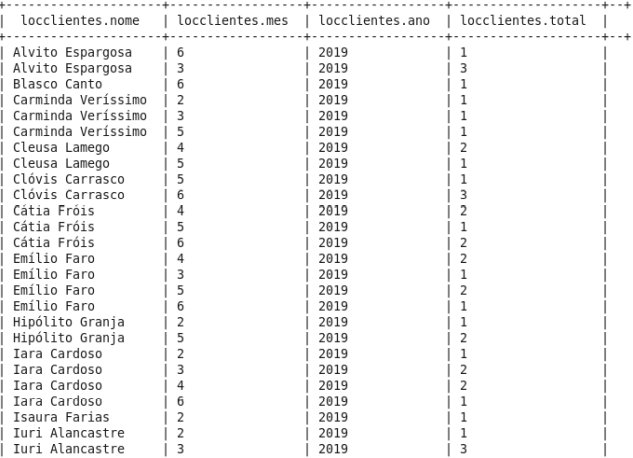 +--------------------+-----------------+-----------------+-------------------+--+
| locclientes.nome | locclientes.mes | locclientes.ano | locclientes.total |
+--------------------+-----------------+-----------------+-------------------+--+
| Alvito Espargosa | 6 | 2019 | 1 |
| Alvito Espargosa | 3 | 2019 | 3 |
| Blasco Canto | 6 | 2019 | 1 |
| Carminda Veríssimo | 2 | 2019 | 1 |
| Carminda Veríssimo | 3 | 2019 | 1 |
| Carminda Veríssimo | 5 | 2019 | 1 |
| Cleusa Lamego | 4 | 2019 | 2 |
| Cleusa Lamego | 5 | 2019 | 1 |
| Clóvis Carrasco | 5 | 2019 | 1 |
| Clóvis Carrasco | 6 | 2019 | 3 |
| Cátia Fróis | 4 | 2019 | 2 |
| Cátia Fróis | 5 | 2019 | 1 |
| Cátia Fróis | 6 | 2019 | 2 |
| Emílio Faro | 4 | 2019 | 2 |
| Emílio Faro | 3 | 2019 | 1 |
| Emílio Faro | 5 | 2019 | 2 |
| Emílio Faro | 6 | 2019 | 1 |
| Hipólito Granja | 2 | 2019 | 1 |
| Hipólito Granja | 5 | 2019 | 2 |
| Iara Cardoso | 2 | 2019 | 1 |
| Iara Cardoso | 3 | 2019 | 2 |
| Iara Cardoso | 4 | 2019 | 2 |
| Iara Cardoso | 6 | 2019 | 1 |
| Isaura Farias | 2 | 2019 | 1 |
| Iuri Alancastre | 2 | 2019 | 1 |
| Iuri Alancastre | 3 | 2019 | 3 |